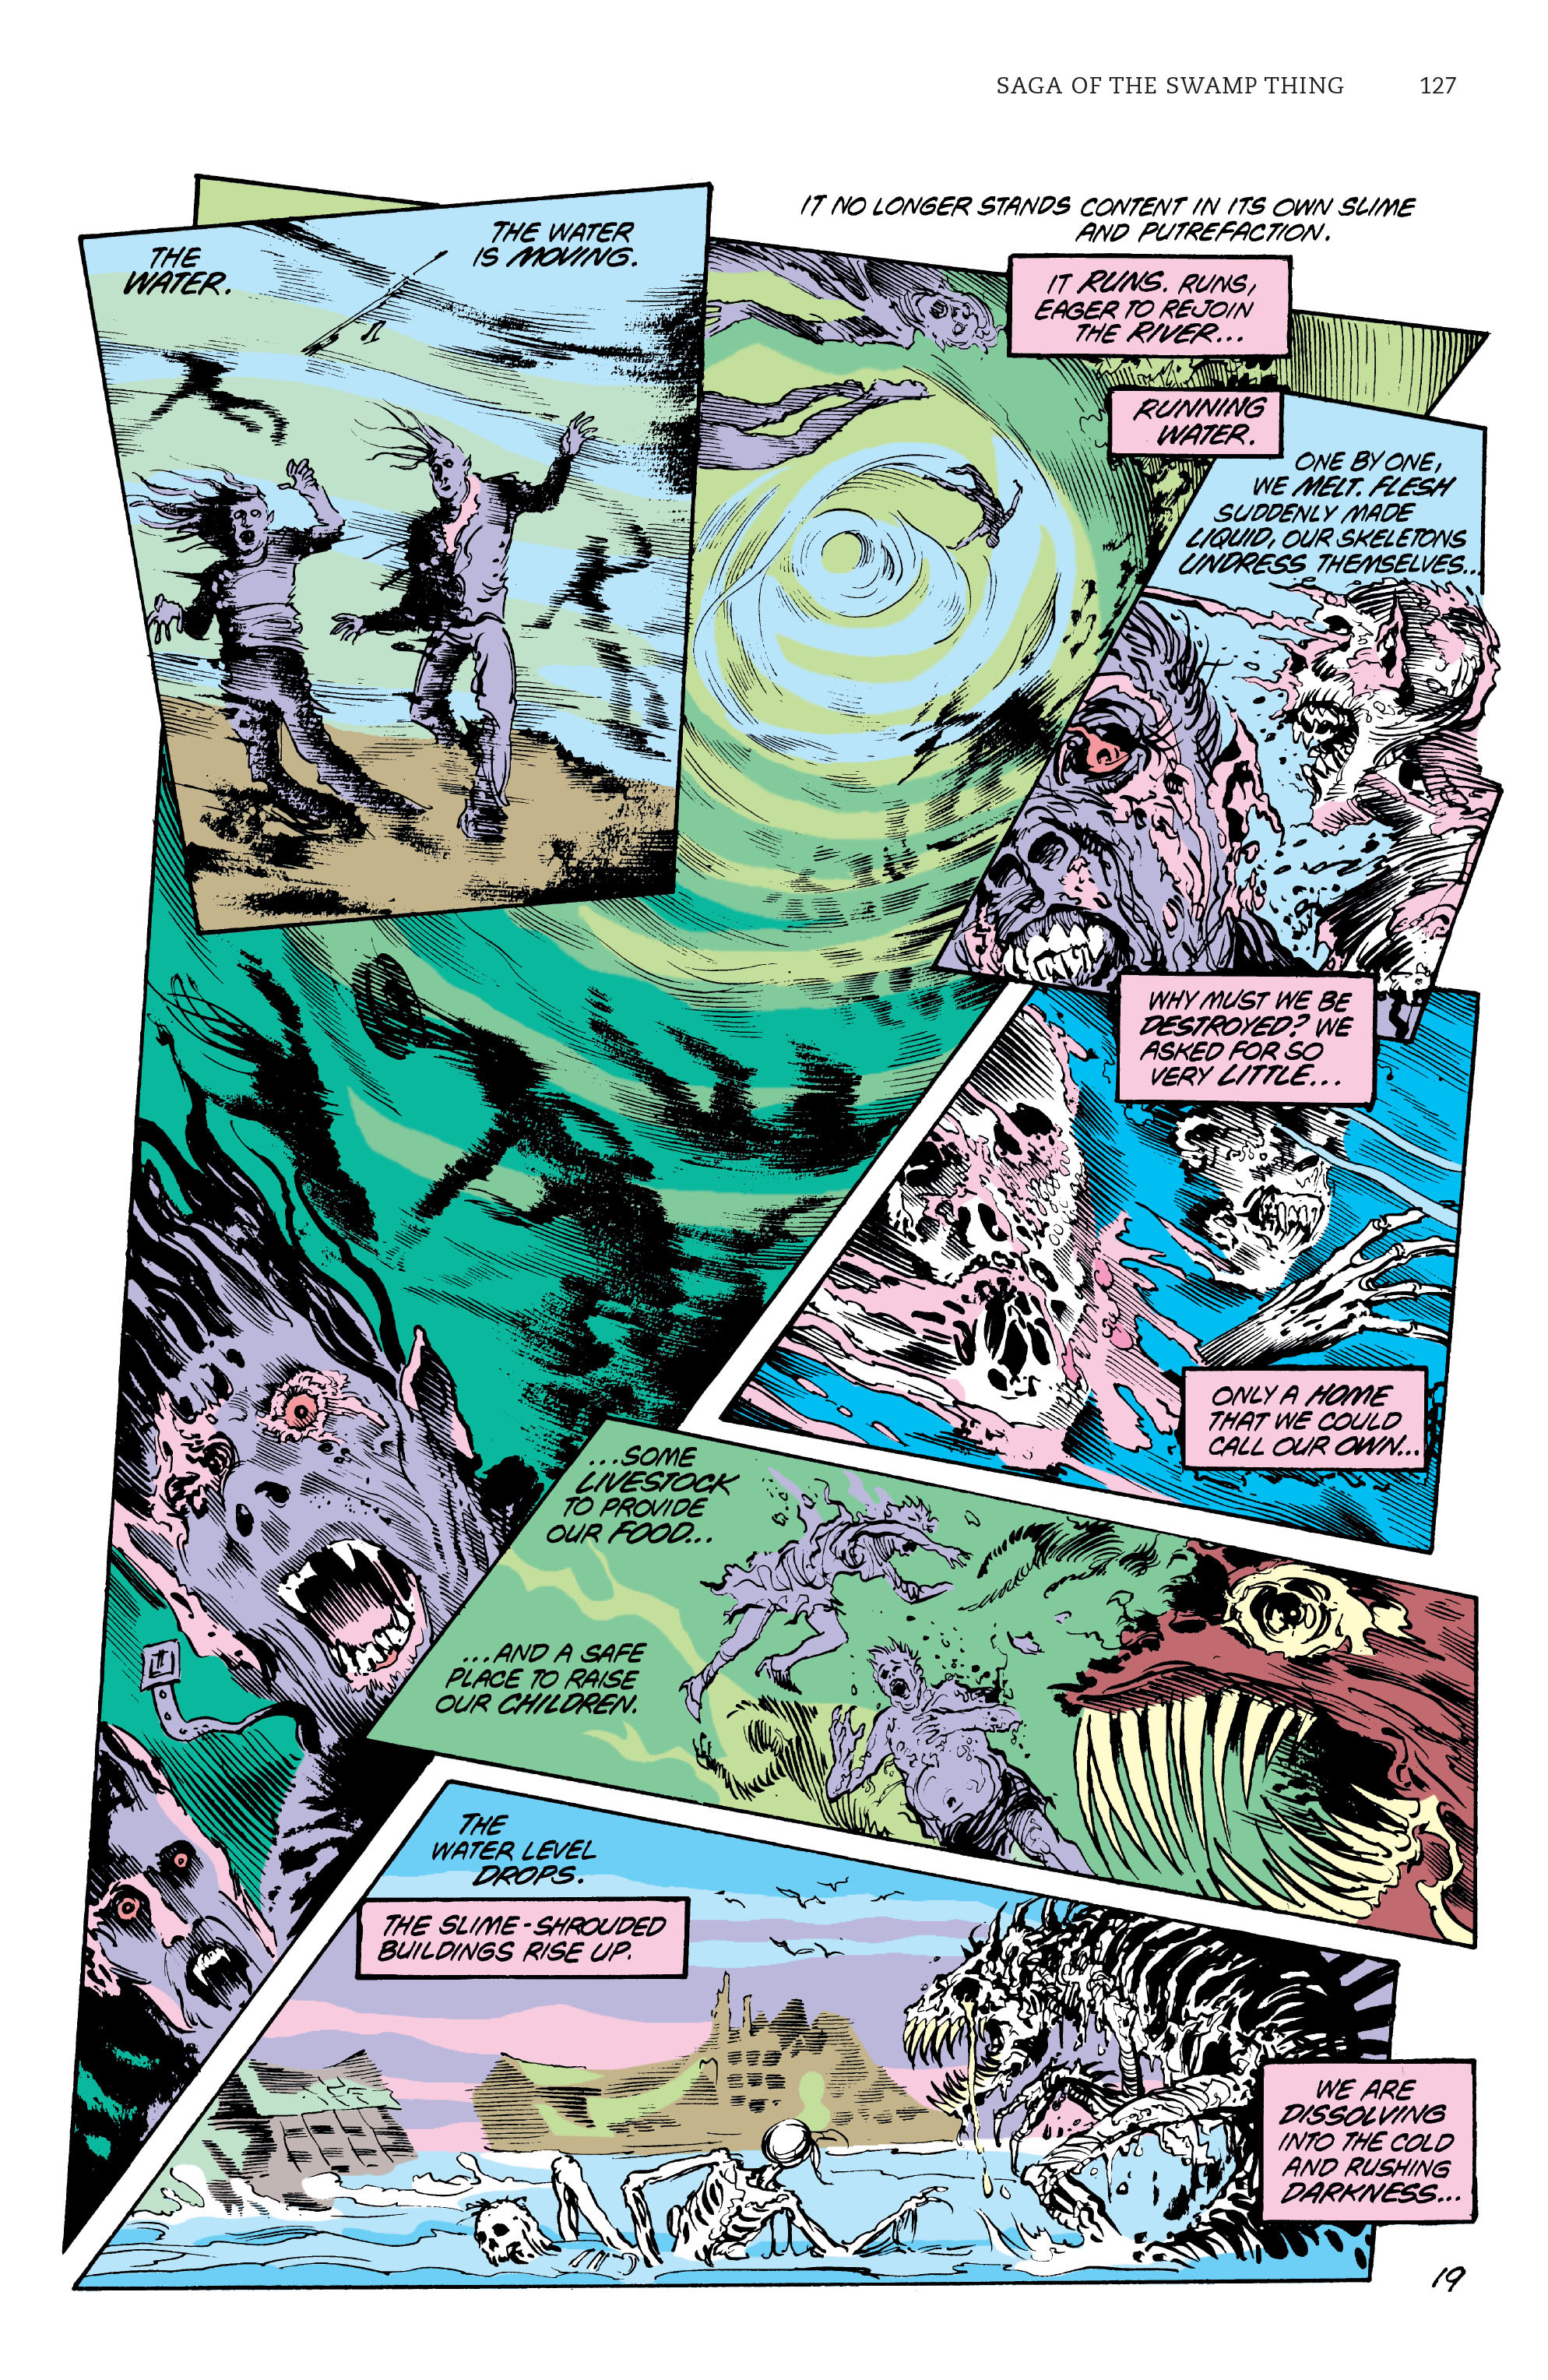 SAGA OF THE SWAMP THING 127
THE
WATER.
THE WATER
IS MOVING.
IT NO LONGER STANDS CONTENT IN ITS OWN SLIME
AND PUTREFACTION.
IT RUNS. RUNS,
EAGER TO REJOIN
THE RIVER...
RUNNING
WATER.
ONE BY ONE,
WE MELT. FLESH
SUDDENLY MADE
LIQUID, OUR SKELETONS
UNDRESS THEMSELVES...
WHY MUST WE BE
DESTROYED? WE
ASKED FOR SO
VERY LITTLE...
ONLY A HOME
THAT WE COULD
CALL OUR OWN...
...SOME
LIVESTOCK
TO PROVIDE
OUR FOOD...
...AND A SAFE
PLACE TO RAISE
OUR CHILDREN.
THE
WATER LEVEL
DROPS.
THE SLIME-SHROUDED
BUILDINGS RISE UP.
WE ARE
DISSOLVING
INTO THE COLD
AND RUSHING
DARKNESS...
19